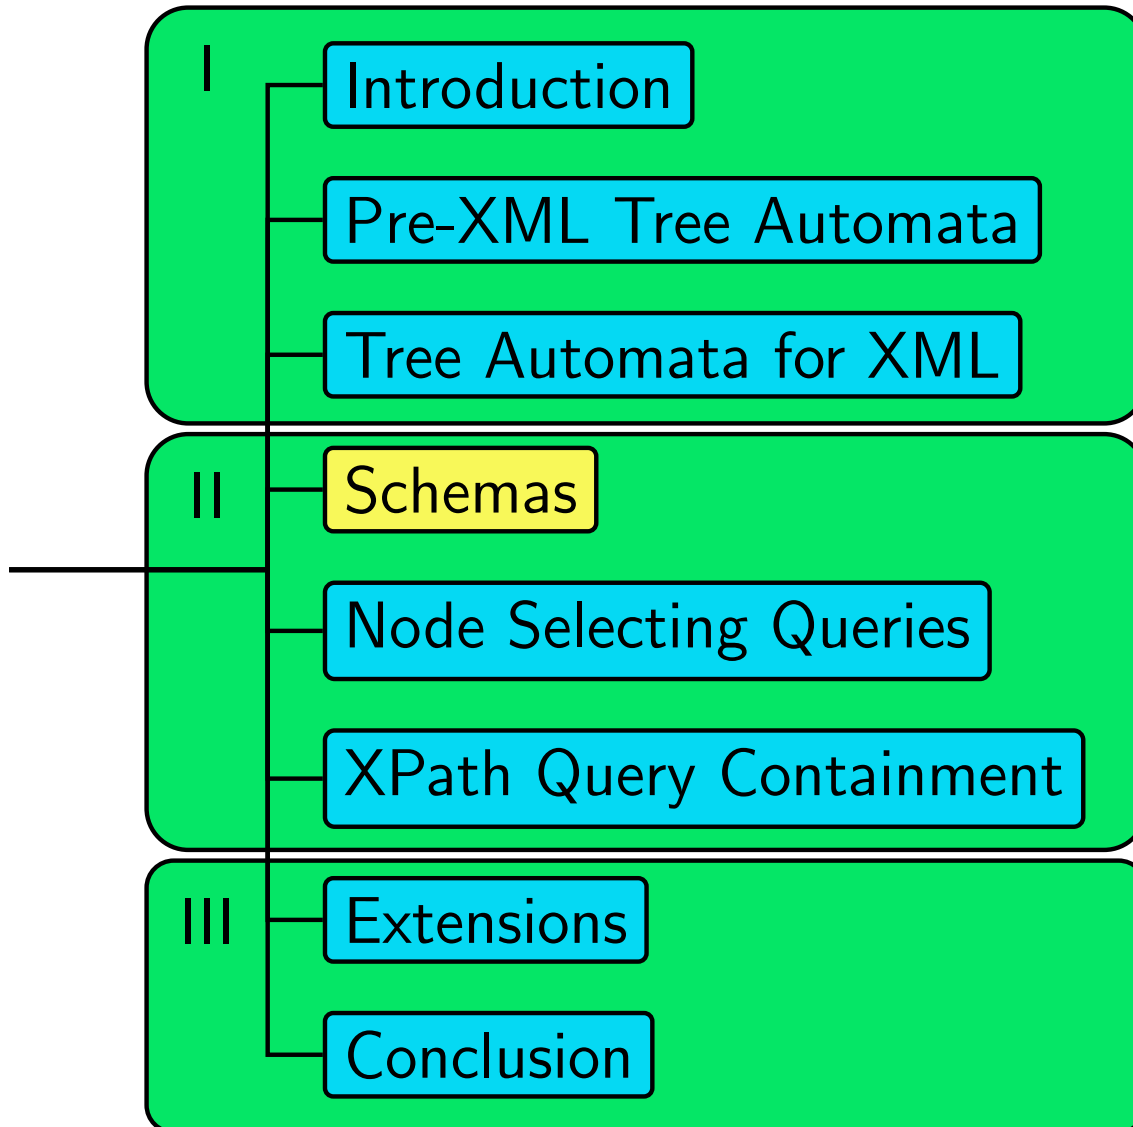 I
Introduction
Pre-XML Tree Automata
Tree Automata for XML
II
Schemas
Node Selecting Queries
XPath Query Containment
III
Extensions
Conclusion